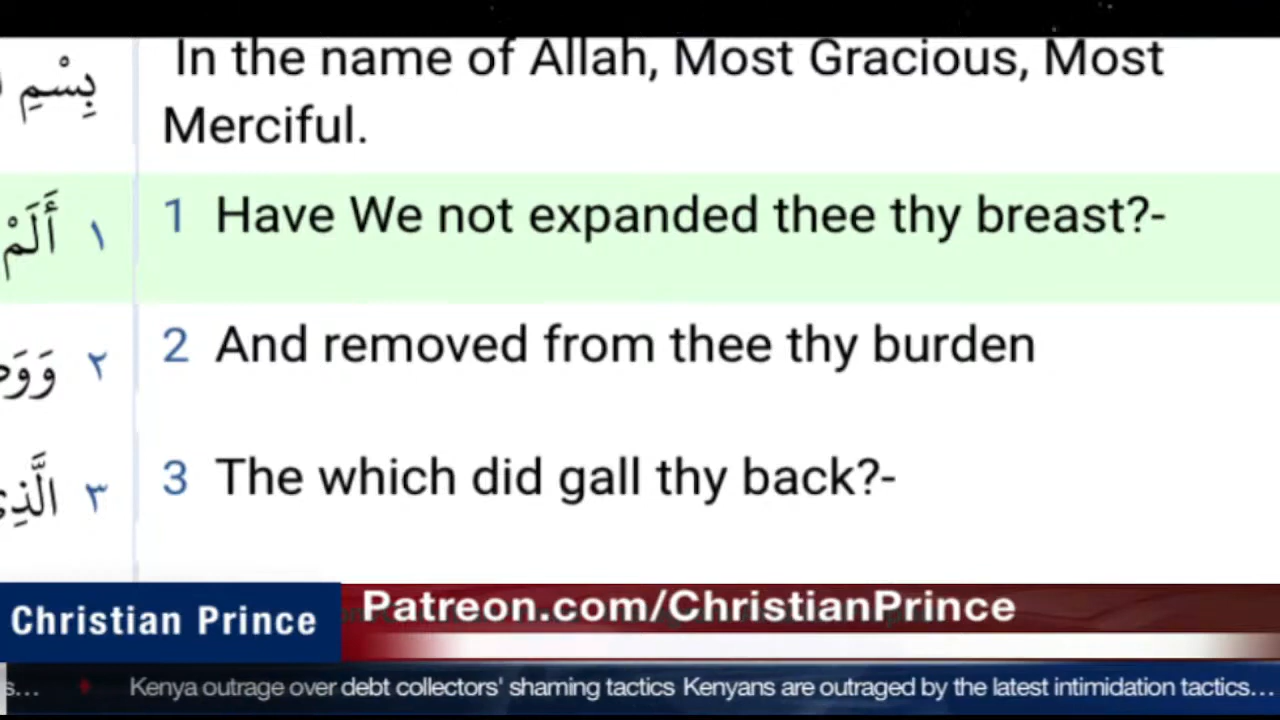 In the name of Allah, Most Gracious, Most
بِسْمِ
Merciful.
أَلَمْ ١ 1 Have We not expanded thee thy breast?-
٢ 2 And removed from thee thy burden
٣ 3 The which did gall thy back?-
Christian Prince
Patreon.com/ChristianPrince
s... Kenya outrage over debt collectors' shaming tactics Kenyans are outraged by the latest intimidation tactics...